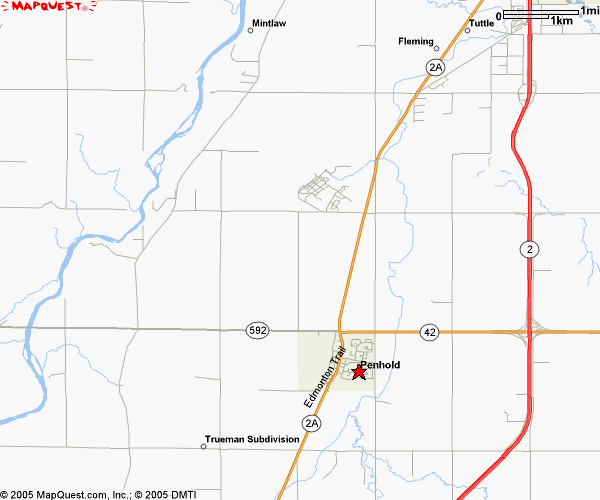 MAPQUEST®
Mintlaw
Tuttle
0 1mi
1km
Fleming
2A
2
592
42
Penhold
Edmonton Trail
2A
Trueman Subdivision
© 2005 MapQuest.com, Inc.; © 2005 DMTI